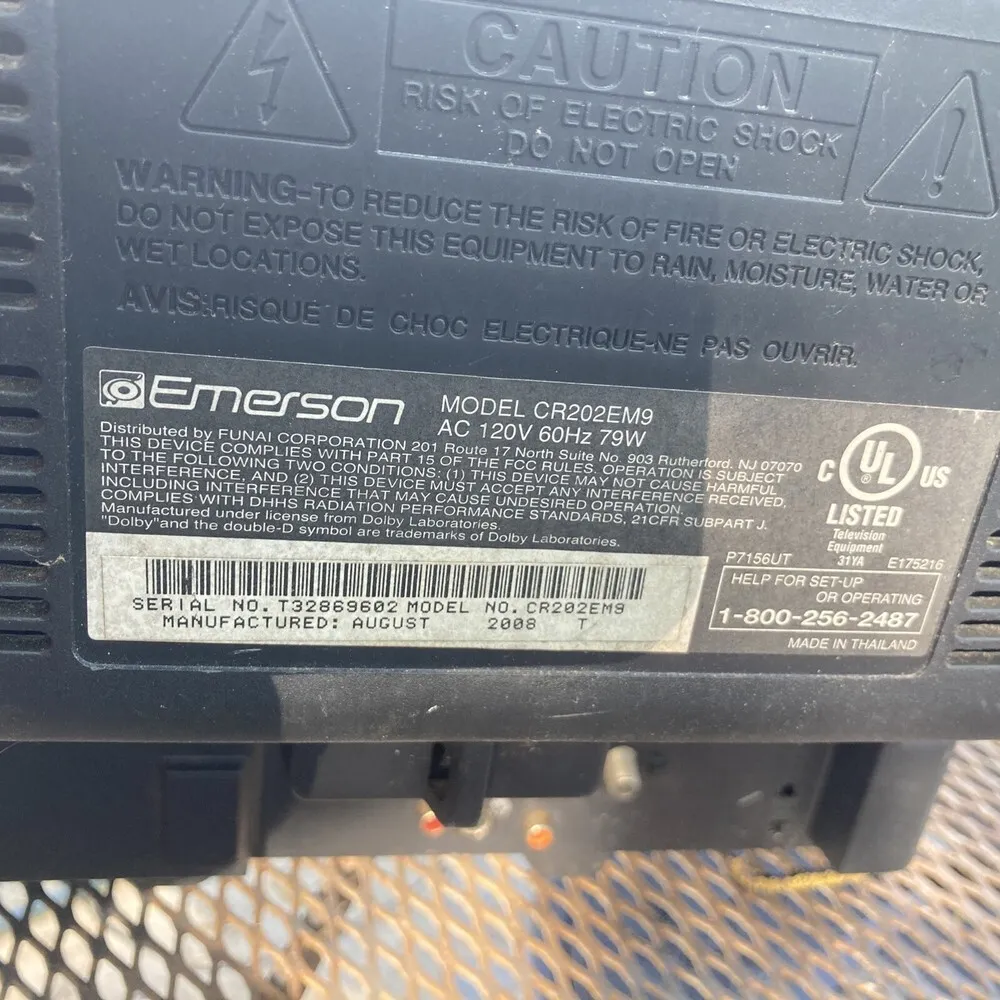 CAUTION
RISK OF ELECTRIC SHOCK
DO NOT OPEN
WARNING-TO REDUCE THE RISK OF FIRE OR ELECTRIC SHOCK,
DO NOT EXPOSE THIS EQUIPMENT TO RAIN, MOISTURE, WATER OR
WET LOCATIONS.
AVIS:RISQUE DE CHOC ELECTRIQUE-NE PAS OUVRIR.
Emerson
MODEL CR202EM9
AC 120V 60Hz 79W
Distributed by FUNAI CORPORATION 201 Route 17 North Suite No. 903 Rutherford, NJ 07070
THIS DEVICE COMPLIES WITH PART 15 OF THE FCC RULES. OPERATION IS SUBJECT
TO THE FOLLOWING TWO CONDITIONS: (1) THIS DEVICE MAY NOT CAUSE HARMFUL
INTERFERENCE, AND (2) THIS DEVICE MUST ACCEPT ANY INTERFERENCE RECEIVED,
INCLUDING INTERFERENCE THAT MAY CAUSE UNDESIRED OPERATION.
COMPLIES WITH DHHS RADIATION PERFORMANCE STANDARDS, 21CFR SUBPART J.
Manufactured under license from Dolby Laboratories.
"Dolby"and the double-D symbol are trademarks of Dolby Laboratories.
C UL US
®
LISTED
Television
Equipment
31YA
P7156UT
E175216
HELP FOR SET-UP
OR OPERATING
1-800-256-2487
MADE IN THAILAND
SERIAL NO. T32869602 MODEL NO. CR202EM9
MANUFACTURED: AUGUST 2008 T